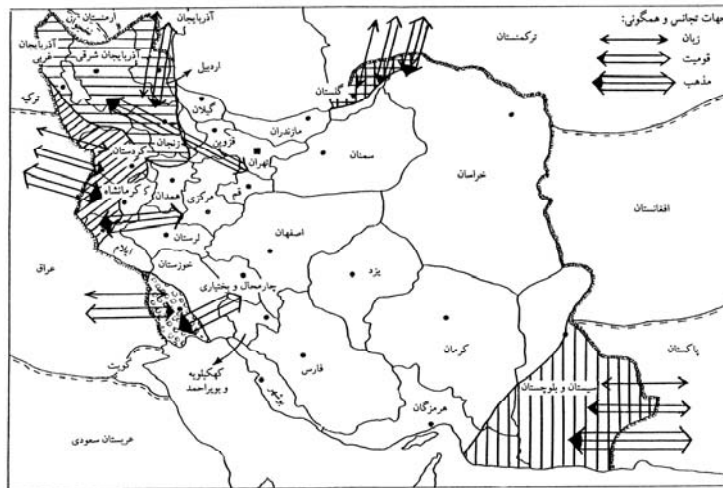 جهات تجانس و همگونی:
زبان
قومیت
مذهب
ارمنستان
نخجوان
آذربایجان
آذربایجان غربی
آذربایجان شرقی
اردبیل
ترکیه
ترکمنستان
گلستان
گیلان
مازندران
زنجان
قزوین
تهران
سمنان
خراسان
کردستان
کرمانشاه
همدان
مرکزی
قم
افغانستان
اصفهان
لرستان
ایلام
عراق
خوزستان
چهارمحال و بختیاری
یزد
کویت
کهکیلویه
و بویراحمد
فارس
کرمان
پاکستان
سیستان و بلوچستان
بوشهر
هرمزگان
عربستان سعودی